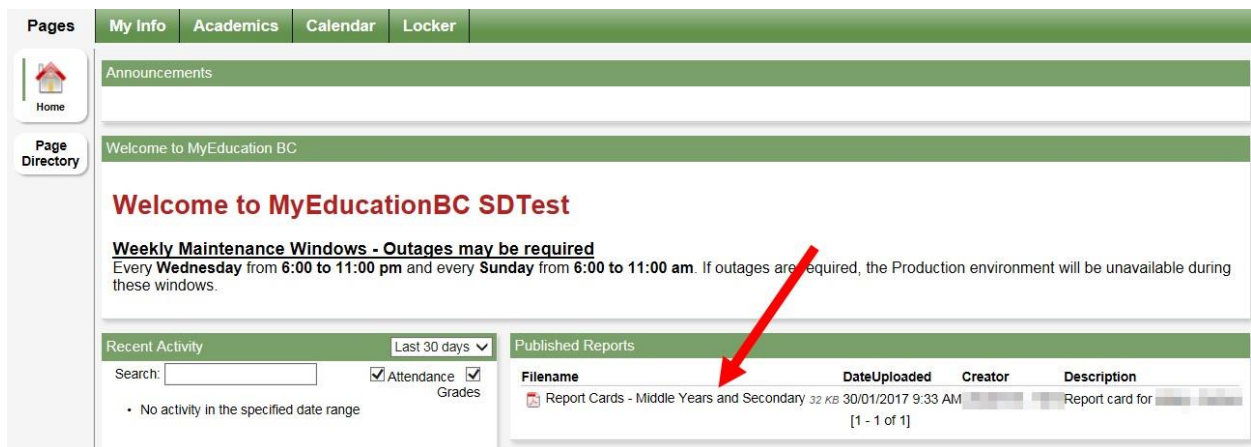 Pages My Info Academics Calendar Locker
Home
Page
Directory
Announcements
Welcome to MyEducation BC
Welcome to MyEducationBC SDTest
Weekly Maintenance Windows - Outages may be required
Every Wednesday from 6:00 to 11:00 pm and every Sunday from 6:00 to 11:00 am. If outages are required, the Production environment will be unavailable during
these windows.
Recent Activity Last 30 days
Search: Attendance
Grades
• No activity in the specified date range
Published Reports
Filename DateUploaded Creator Description
Report Cards - Middle Years and Secondary 32 KB 30/01/2017 9:33 AM Report card for
[1 - 1 of 1]